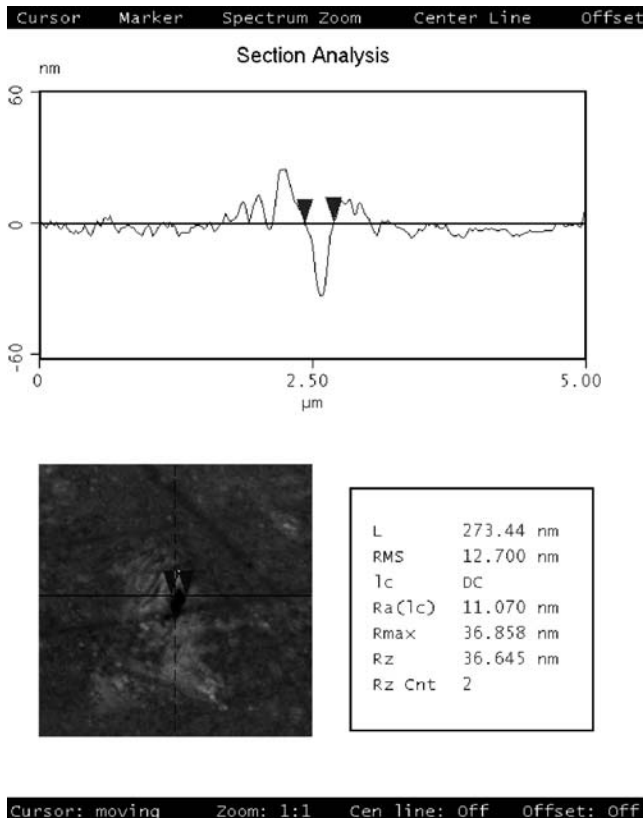 Cursor Marker Spectrum Zoom Center Line Offset
Section Analysis
nm
60
0
-60
0 2.50 5.00
µm
L 273.44 nm
RMS 12.700 nm
lc DC
Ra(lc) 11.070 nm
Rmax 36.858 nm
Rz 36.645 nm
Rz Cnt 2
Cursor: moving Zoom: 1:1 Cen line: Off Offset: Off